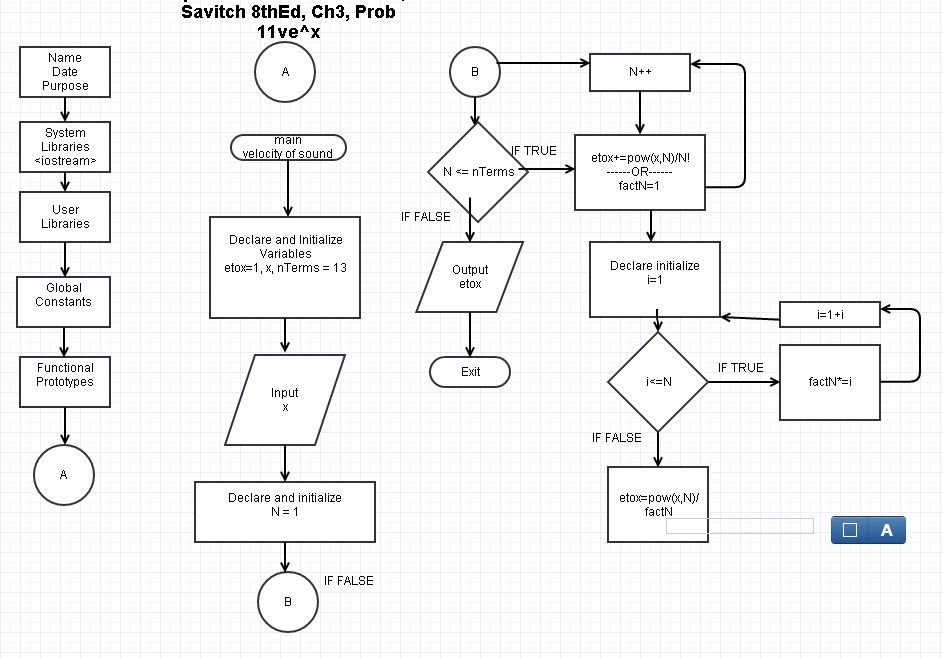 Savitch 8thEd, Ch3, Prob
11ve^x
Name
Date
Purpose
System
Libraries
<iostream>
User
Libraries
Global
Constants
Functional
Prototypes
A
A
main
velocity of sound
Declare and Initialize
Variables
etox=1, x, nTerms = 13
Input
x
Declare and initialize
N = 1
B
IF FALSE
B
N <= nTerms
IF TRUE
IF FALSE
Output
etox
Exit
N++
etox+=pow(x,N)/N!
------OR------
factN=1
Declare initialize
i=1
i=1+i
i<=N
IF TRUE
factN*=i
IF FALSE
etox=pow(x,N)/
factN
A